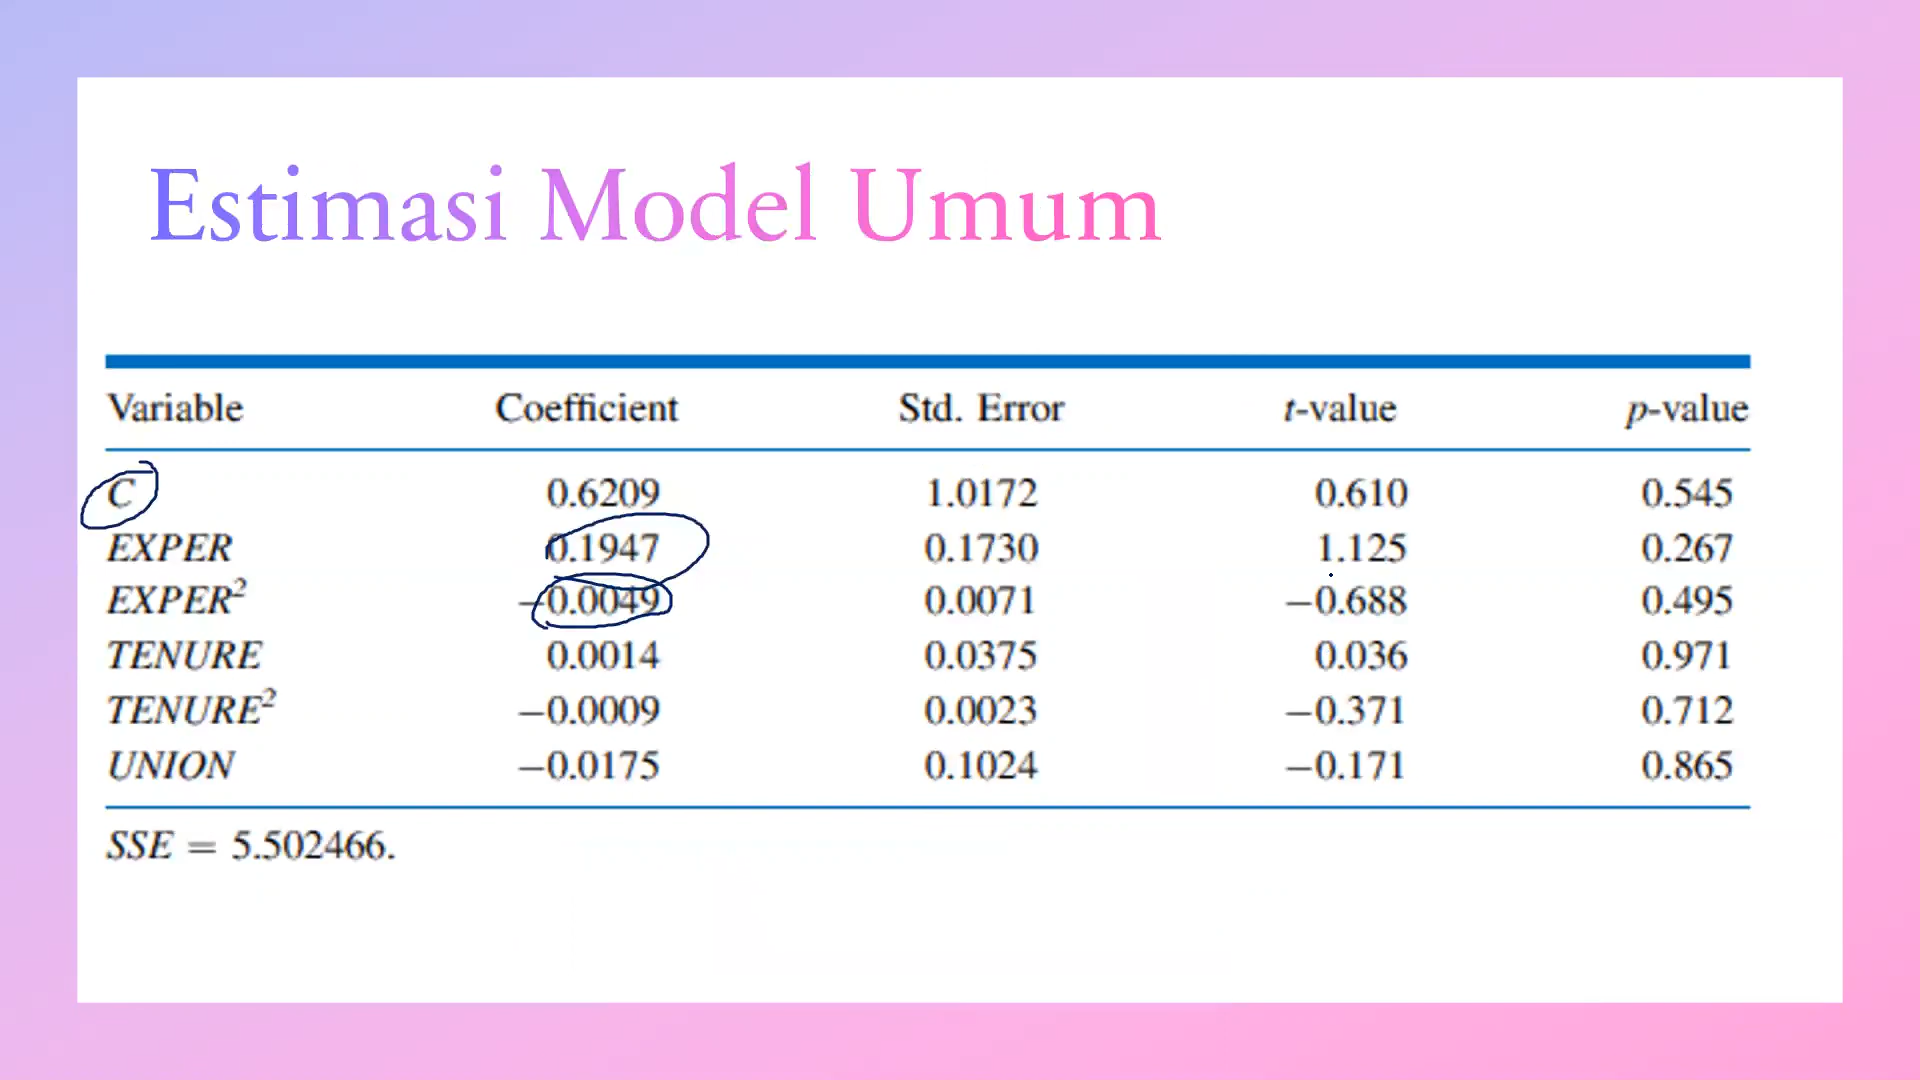 Estimasi Model Umum
Variable Coefficient Std. Error t-value p-value
C 0.6209 1.0172 0.610 0.545
EXPER 0.1947 0.1730 1.125 0.267
EXPER² −0.0049 0.0071 −0.688 0.495
TENURE 0.0014 0.0375 0.036 0.971
TENURE² −0.0009 0.0023 −0.371 0.712
UNION −0.0175 0.1024 −0.171 0.865
SSE = 5.502466.